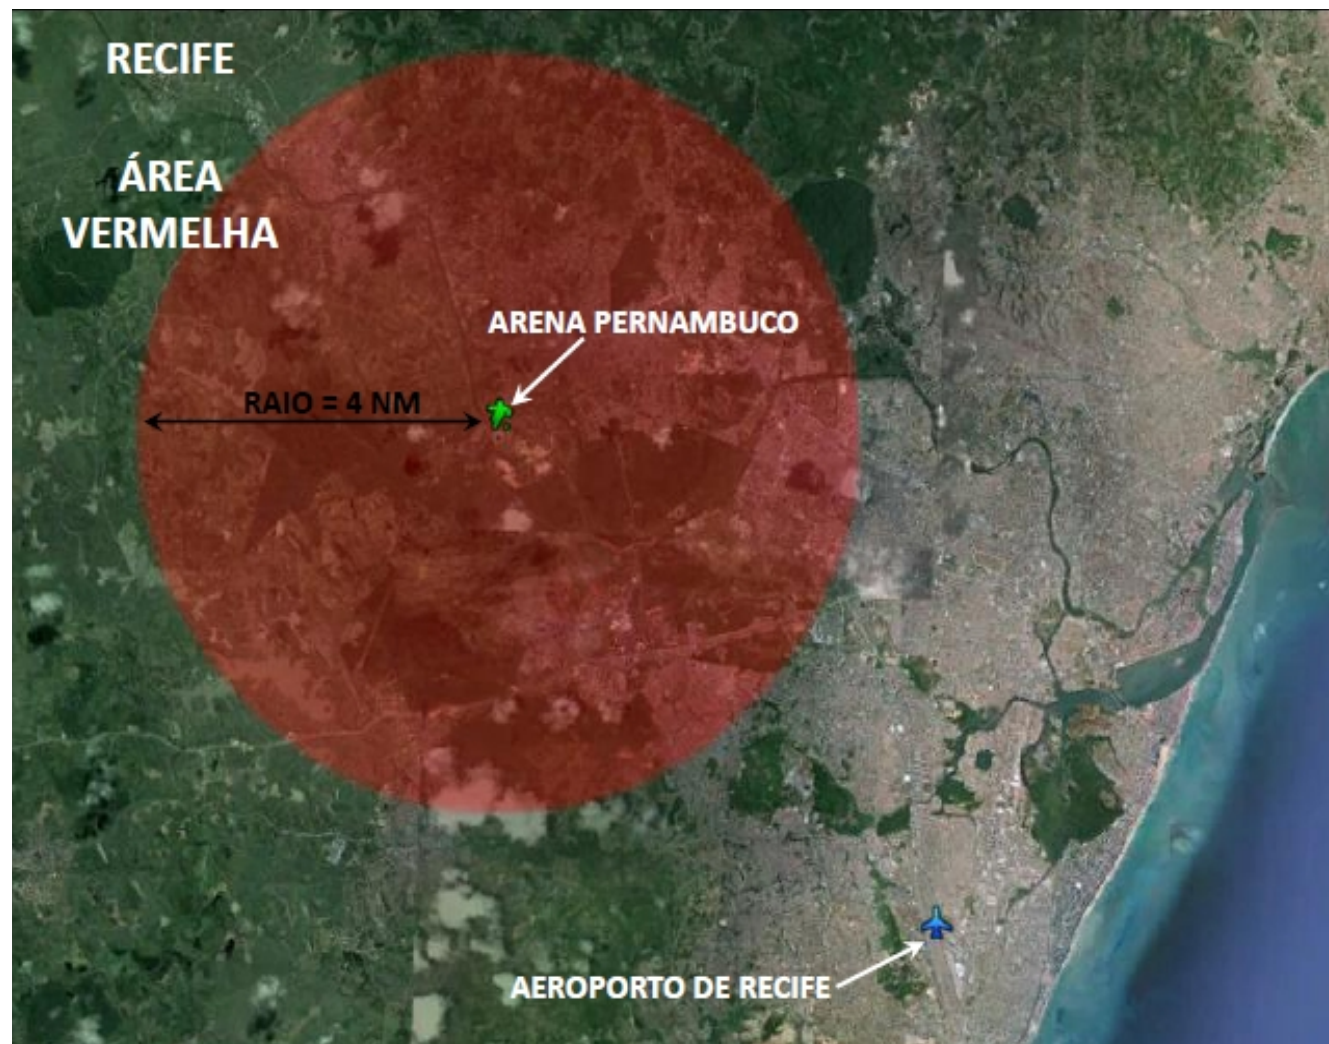 RECIFE
ÁREA
VERMELHA
ARENA PERNAMBUCO
RAIO = 4 NM
AEROPORTO DE RECIFE